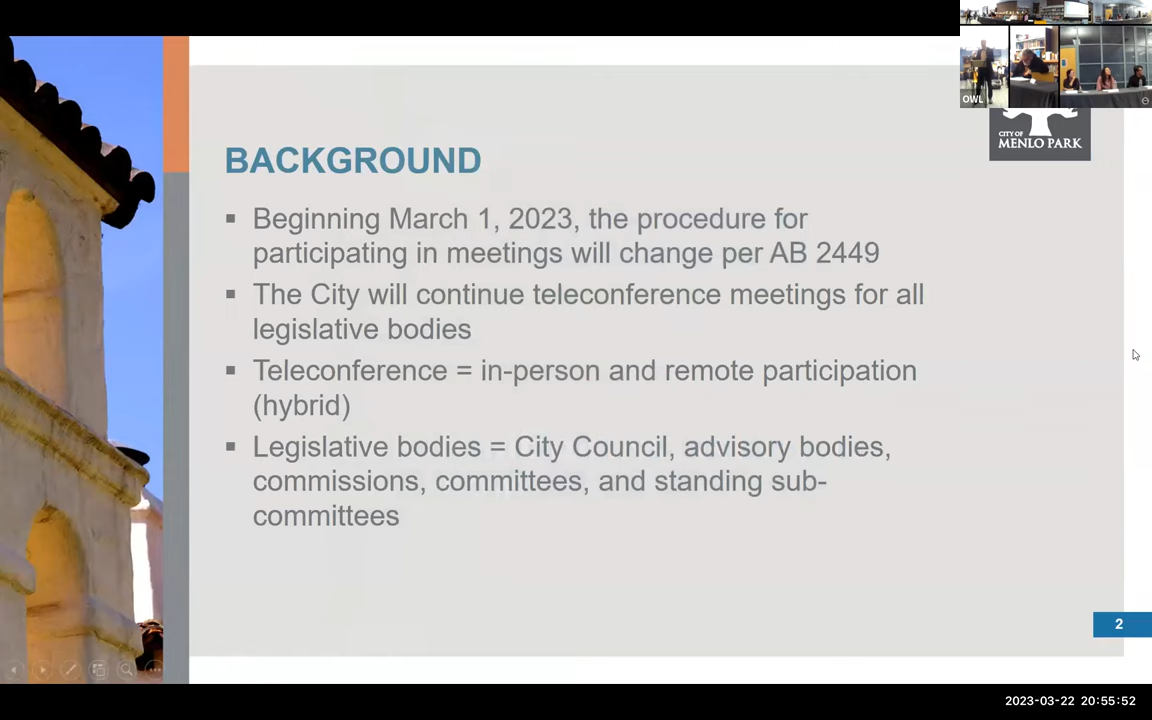 OWL
CITY OF
MENLO PARK
BACKGROUND
▪ Beginning March 1, 2023, the procedure for
participating in meetings will change per AB 2449
▪ The City will continue teleconference meetings for all
legislative bodies
▪ Teleconference = in-person and remote participation
(hybrid)
▪ Legislative bodies = City Council, advisory bodies,
commissions, committees, and standing sub-
committees
2
2023-03-22 20:55:52